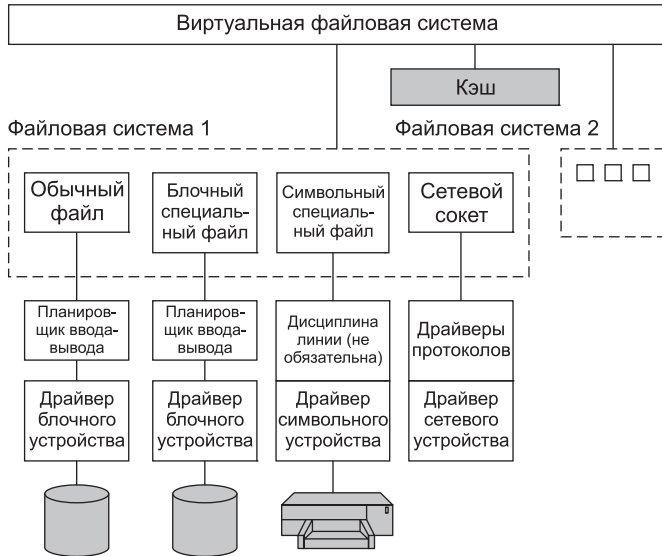 Виртуальная файловая система
Кэш
Файловая система 1
Файловая система 2
Обычный
файл
Блочный
специаль-
ный файл
Символьный
специаль-
ный файл
Сетевой
сокет
Планиров-
щик ввода-
вывода
Планиров-
щик ввода-
вывода
Дисциплина
линии (не
обязательна)
Драйверы
протоколов
Драйвер
блочного
устройства
Драйвер
блочного
устройства
Драйвер
символьного
устройства
Драйвер
сетевого
устройства